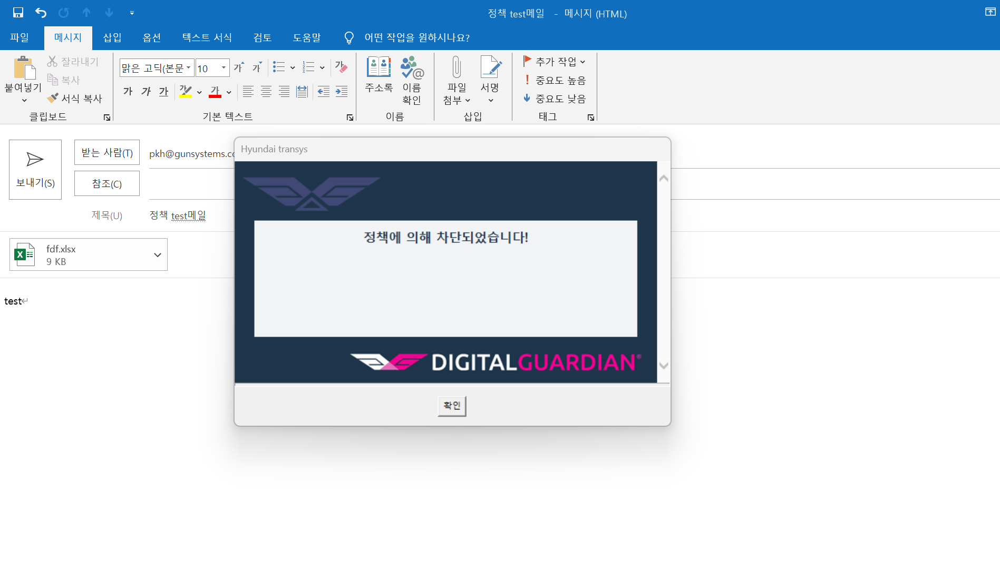 정책 test메일 - 메시지 (HTML)
파일 메시지 삽입 옵션 텍스트 서식 검토 도움말 어떤 작업을 원하시나요?
붙여넣기
잘라내기
복사
서식 복사
클립보드
맑은 고딕(본문 10 가 가 가
가 가 가 가 가
기본 텍스트
주소록
이름
확인
이름
파일
첨부
서명
삽입
추가 작업
중요도 높음
중요도 낮음
태그
보내기(S)
받는 사람(T) pkh@gunsystems.c
참조(C)
제목(U) 정책 test메일
fdf.xlsx
9 KB
test
Hyundai transys
정책에 의해 차단되었습니다!
DIGITALGUARDIAN®
확인